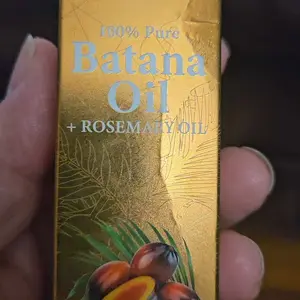 100% Pure
Batana
Oil
+ ROSEMARY OIL